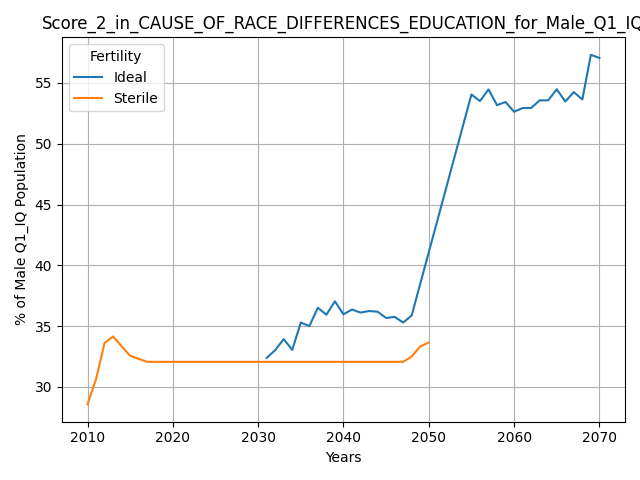 Score_2_in_CAUSE_OF_RACE_DIFFERENCES_EDUCATION_for_Male_Q1_IQ
Fertility
Ideal
Sterile
% of Male Q1_IQ Population
55
50
45
40
35
30
2010 2020 2030 2040 2050 2060 2070
Years